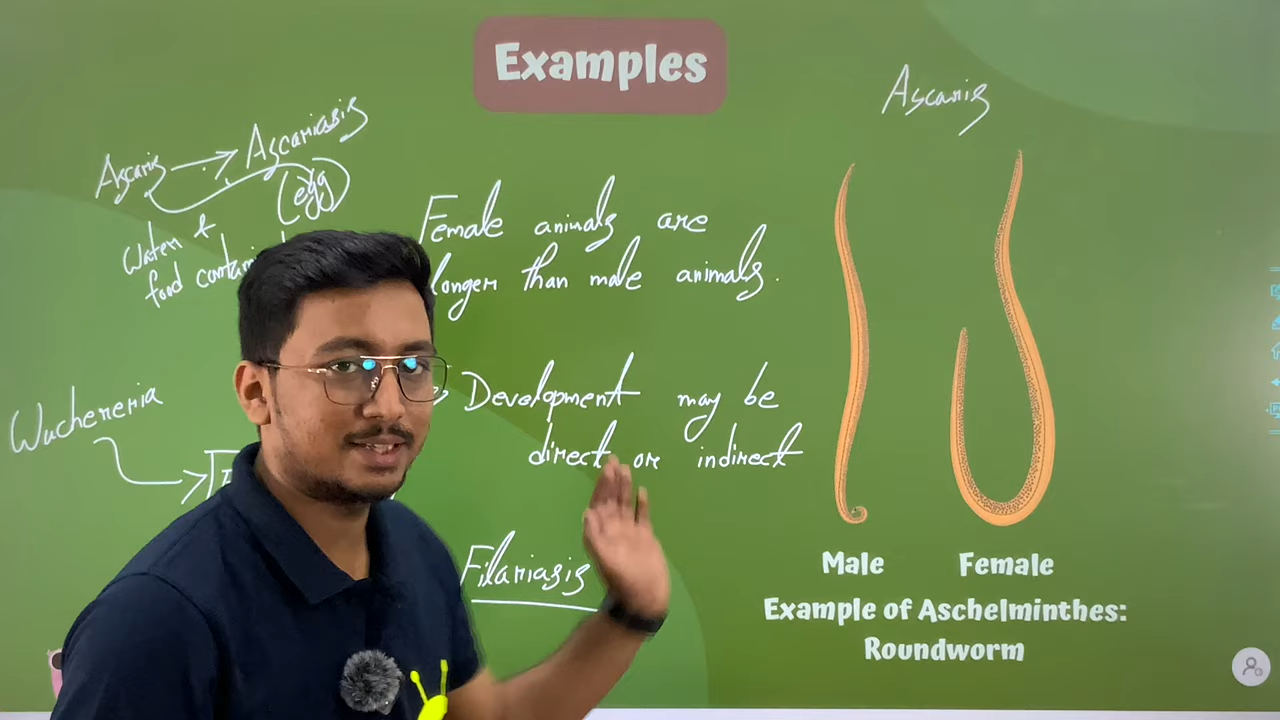 Examples
Ascaris
Ascaris → Ascariasis
(egg)
Water &
food contami
Female animals are
longer than male animals.
Wuchereria
Development may be
direct or indirect
Filariasis
Male
Female
Example of Aschelminthes:
Roundworm